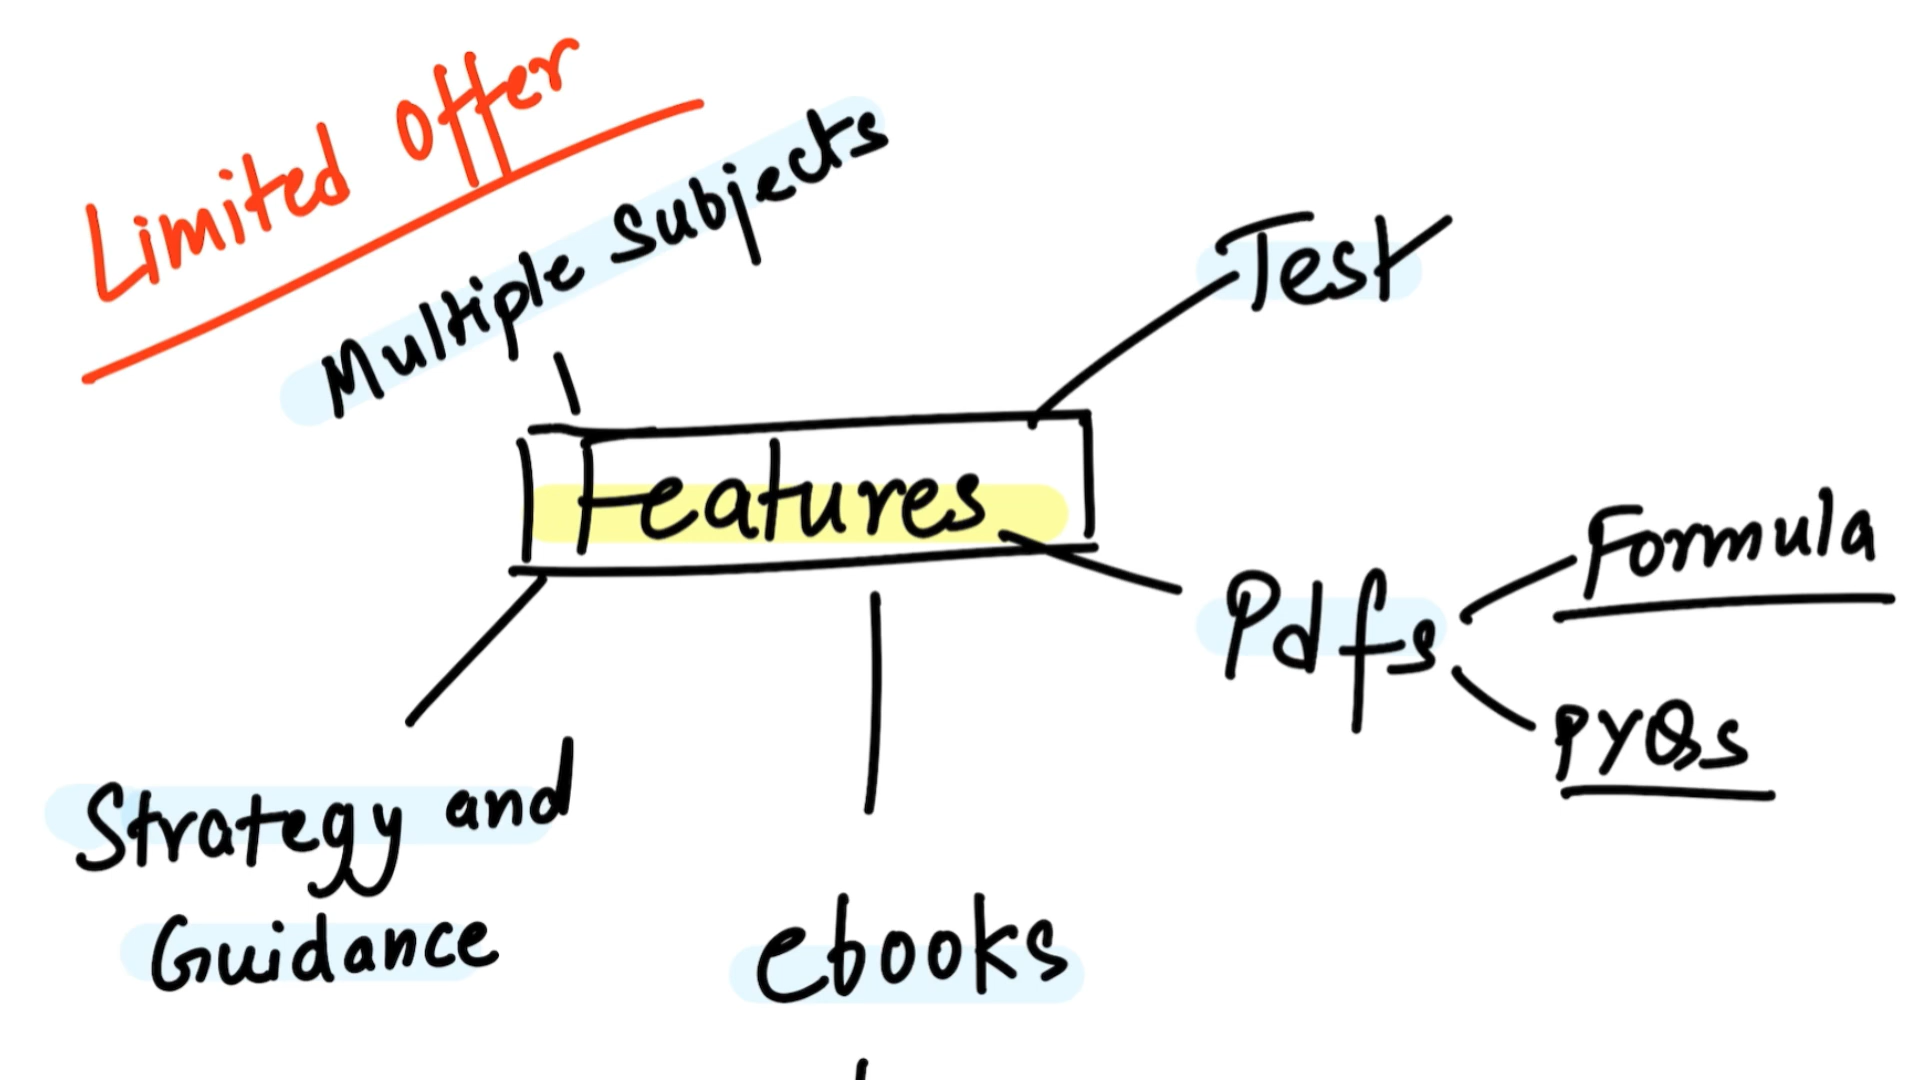 Limited Offer
Multiple Subjects
Test
Features
Formula
Pdfs
PYQs
Strategy and
Guidance
ebooks